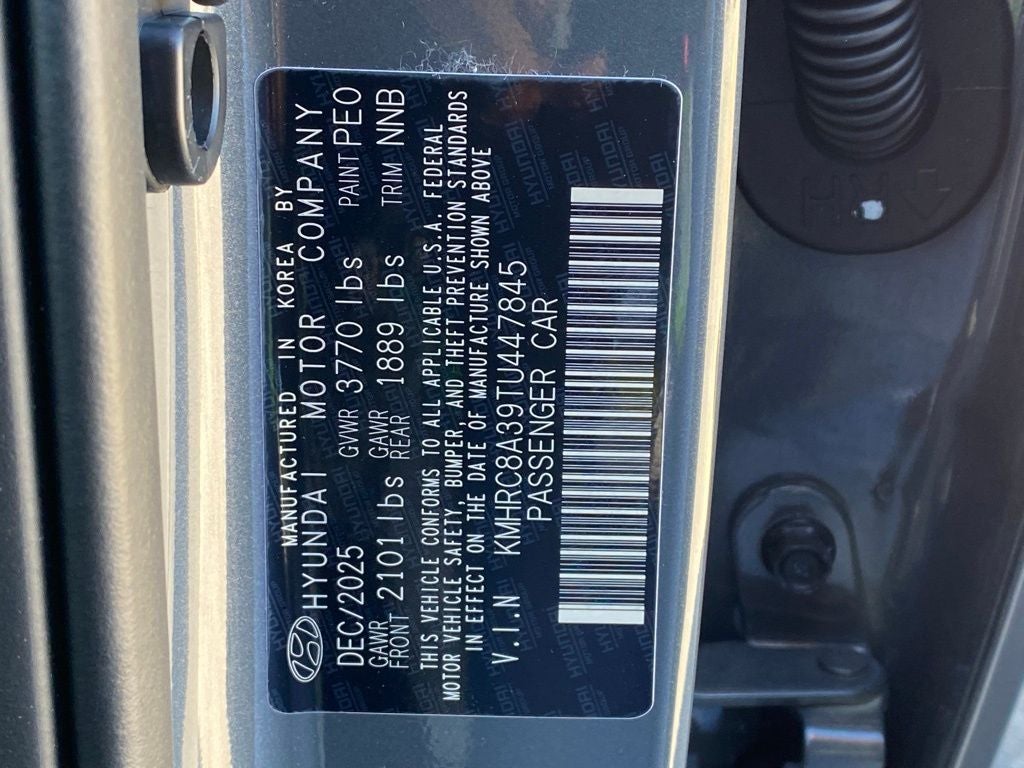 MANUFACTURED IN KOREA BY
HYUNDAI MOTOR COMPANY
DEC/2025 GVWR 3770 lbs PAINT PEO
GAWR FRONT 2101 lbs GAWR REAR 1889 lbs TRIM NNB
THIS VEHICLE CONFORMS TO ALL APPLICABLE U.S.A. FEDERAL
MOTOR VEHICLE SAFETY, BUMPER, AND THEFT PREVENTION STANDARDS
IN EFFECT ON THE DATE OF MANUFACTURE SHOWN ABOVE
V.I.N KMHRC8A39TU447845
PASSENGER CAR
RH